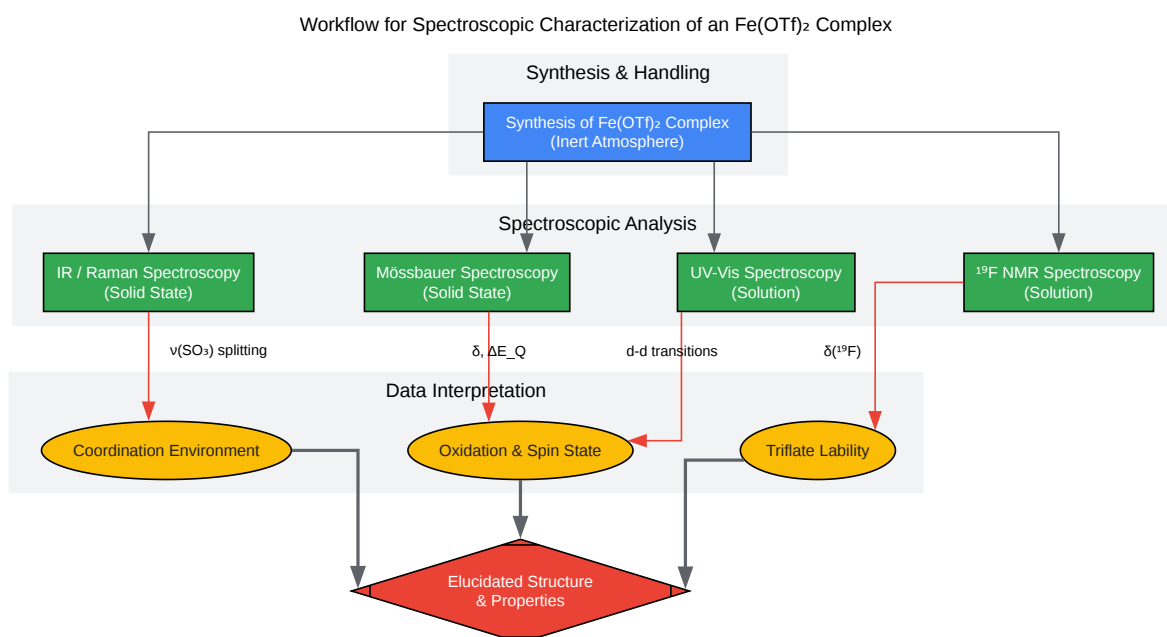 Workflow for Spectroscopic Characterization of an Fe(OTf)₂ Complex
Synthesis & Handling
Synthesis of Fe(OTf)₂ Complex
(Inert Atmosphere)
Spectroscopic Analysis
IR / Raman Spectroscopy
(Solid State)
Mössbauer Spectroscopy
(Solid State)
UV-Vis Spectroscopy
(Solution)
¹⁹F NMR Spectroscopy
(Solution)
ν(SO₃) splitting
δ, ΔE_Q
d-d transitions
δ(¹⁹F)
Data Interpretation
Coordination Environment
Oxidation & Spin State
Triflate Lability
Elucidated Structure
& Properties